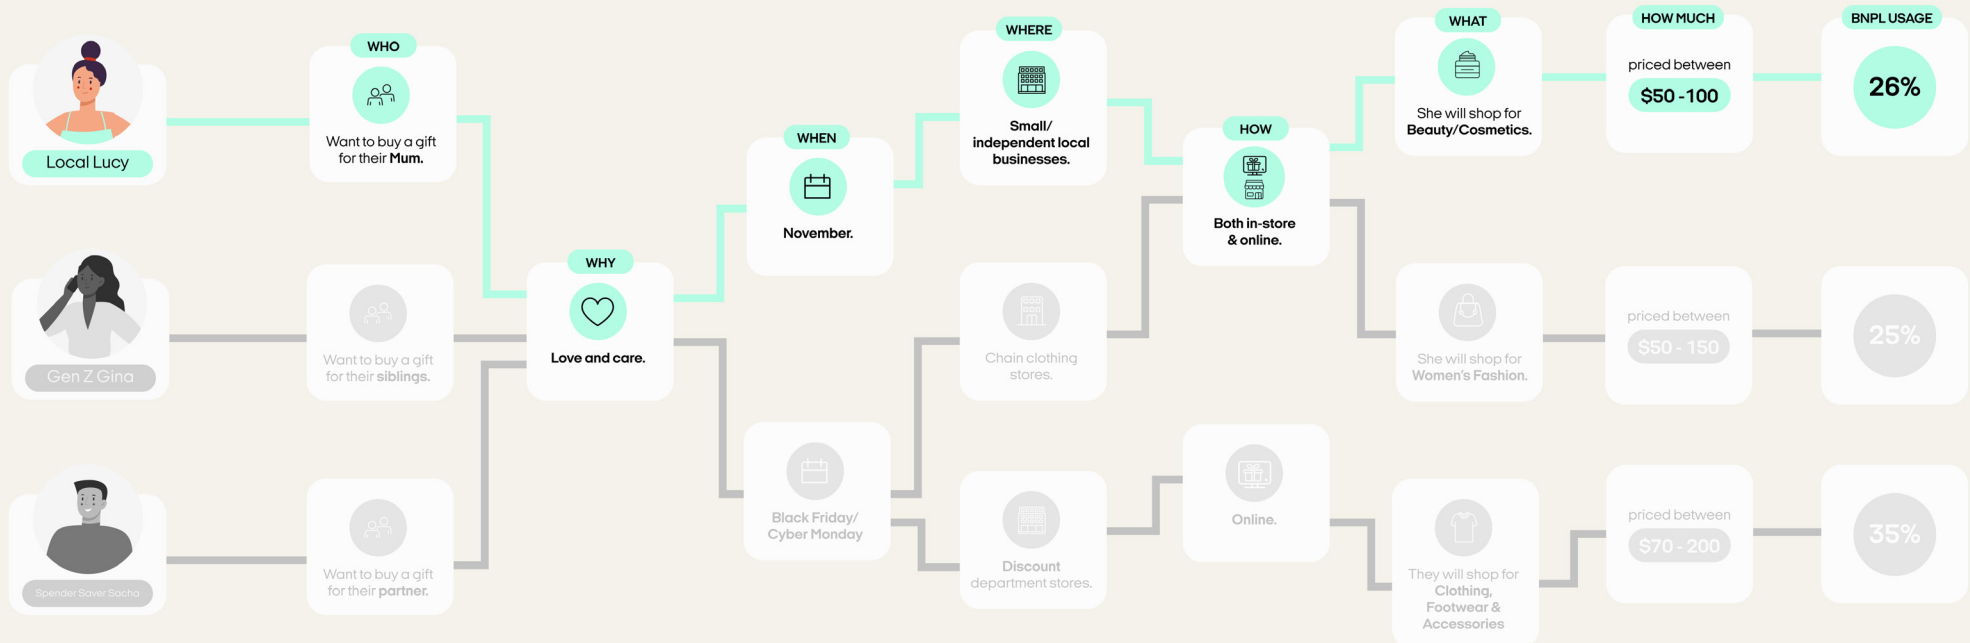 Local Lucy
WHO
Want to buy a gift
for their Mum.
WHY
Love and care.
WHEN
November.
WHERE
Small/
independent local
businesses.
HOW
Both in-store
& online.
WHAT
She will shop for
Beauty/Cosmetics.
HOW MUCH
priced between
$50 -100
BNPL USAGE
26%
Gen Z Gina
Want to buy a gift
for their siblings.
Chain clothing
stores.
She will shop for
Women's Fashion.
priced between
$50 - 150
25%
Spender Saver Sacha
Want to buy a gift
for their partner.
Black Friday/
Cyber Monday
Discount
department stores.
Online.
They will shop for
Clothing,
Footwear &
Accessories
priced between
$70 - 200
35%